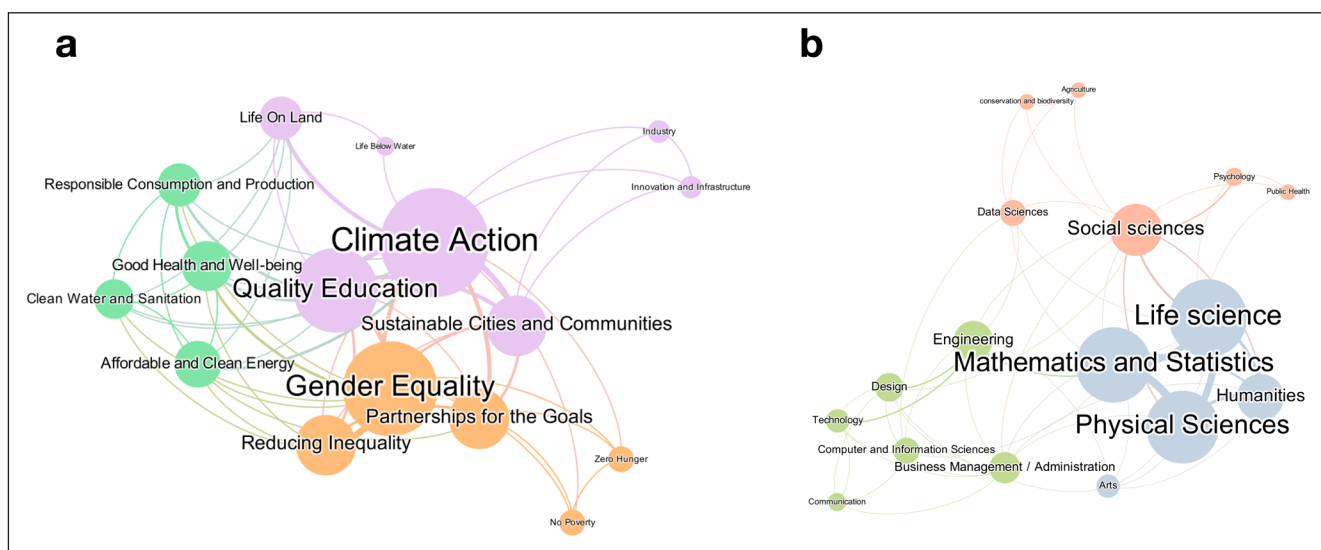 a
b
Life On Land
Life Below Water
Industry
Innovation and Infrastructure
Responsible Consumption and Production
Climate Action
Good Health and Well-being
Quality Education
Clean Water and Sanitation
Sustainable Cities and Communities
Affordable and Clean Energy
Gender Equality
Partnerships for the Goals
Reducing Inequality
Zero Hunger
No Poverty
Agriculture
conservation and biodiversity
Psychology
Public Health
Data Sciences
Social sciences
Life science
Engineering
Mathematics and Statistics
Design
Humanities
Technology
Physical Sciences
Computer and Information Sciences
Business Management / Administration
Arts
Communication